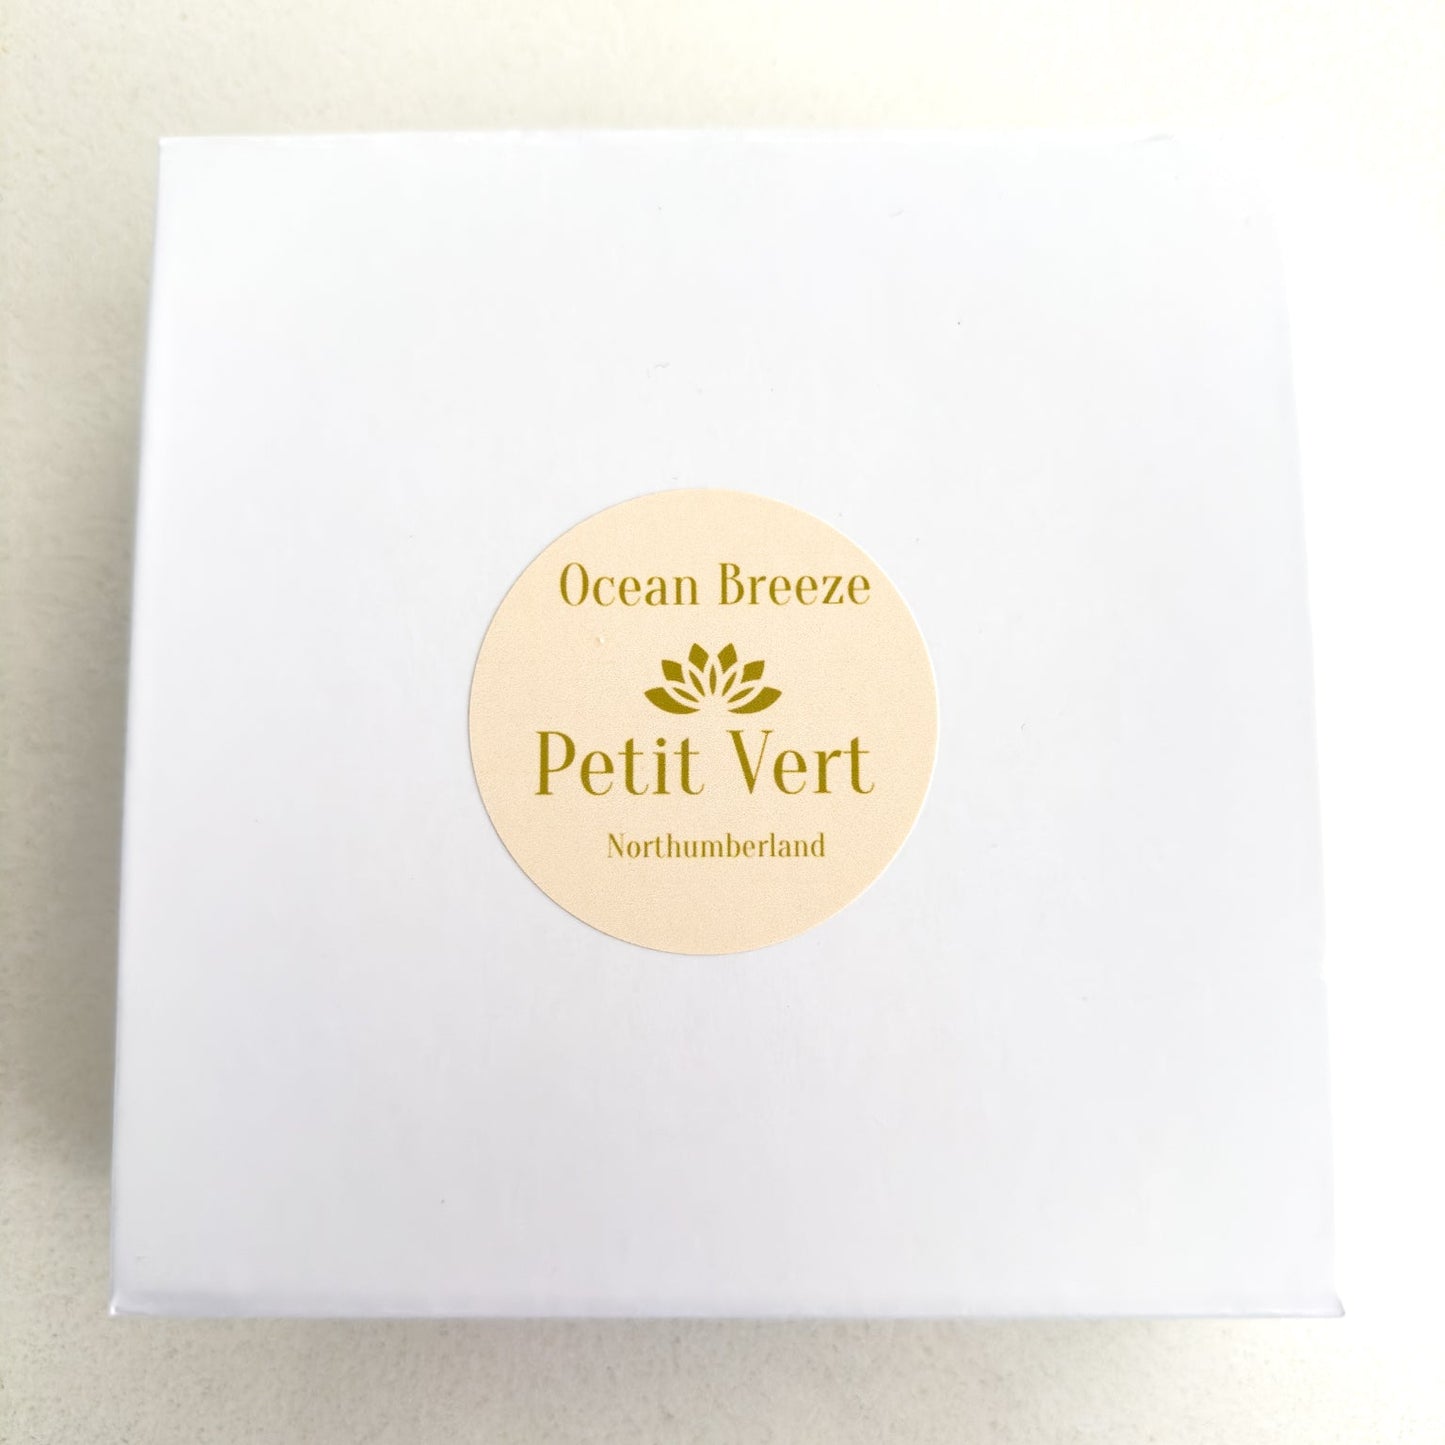 Ocean Breeze
Petit Vert
Northumberland